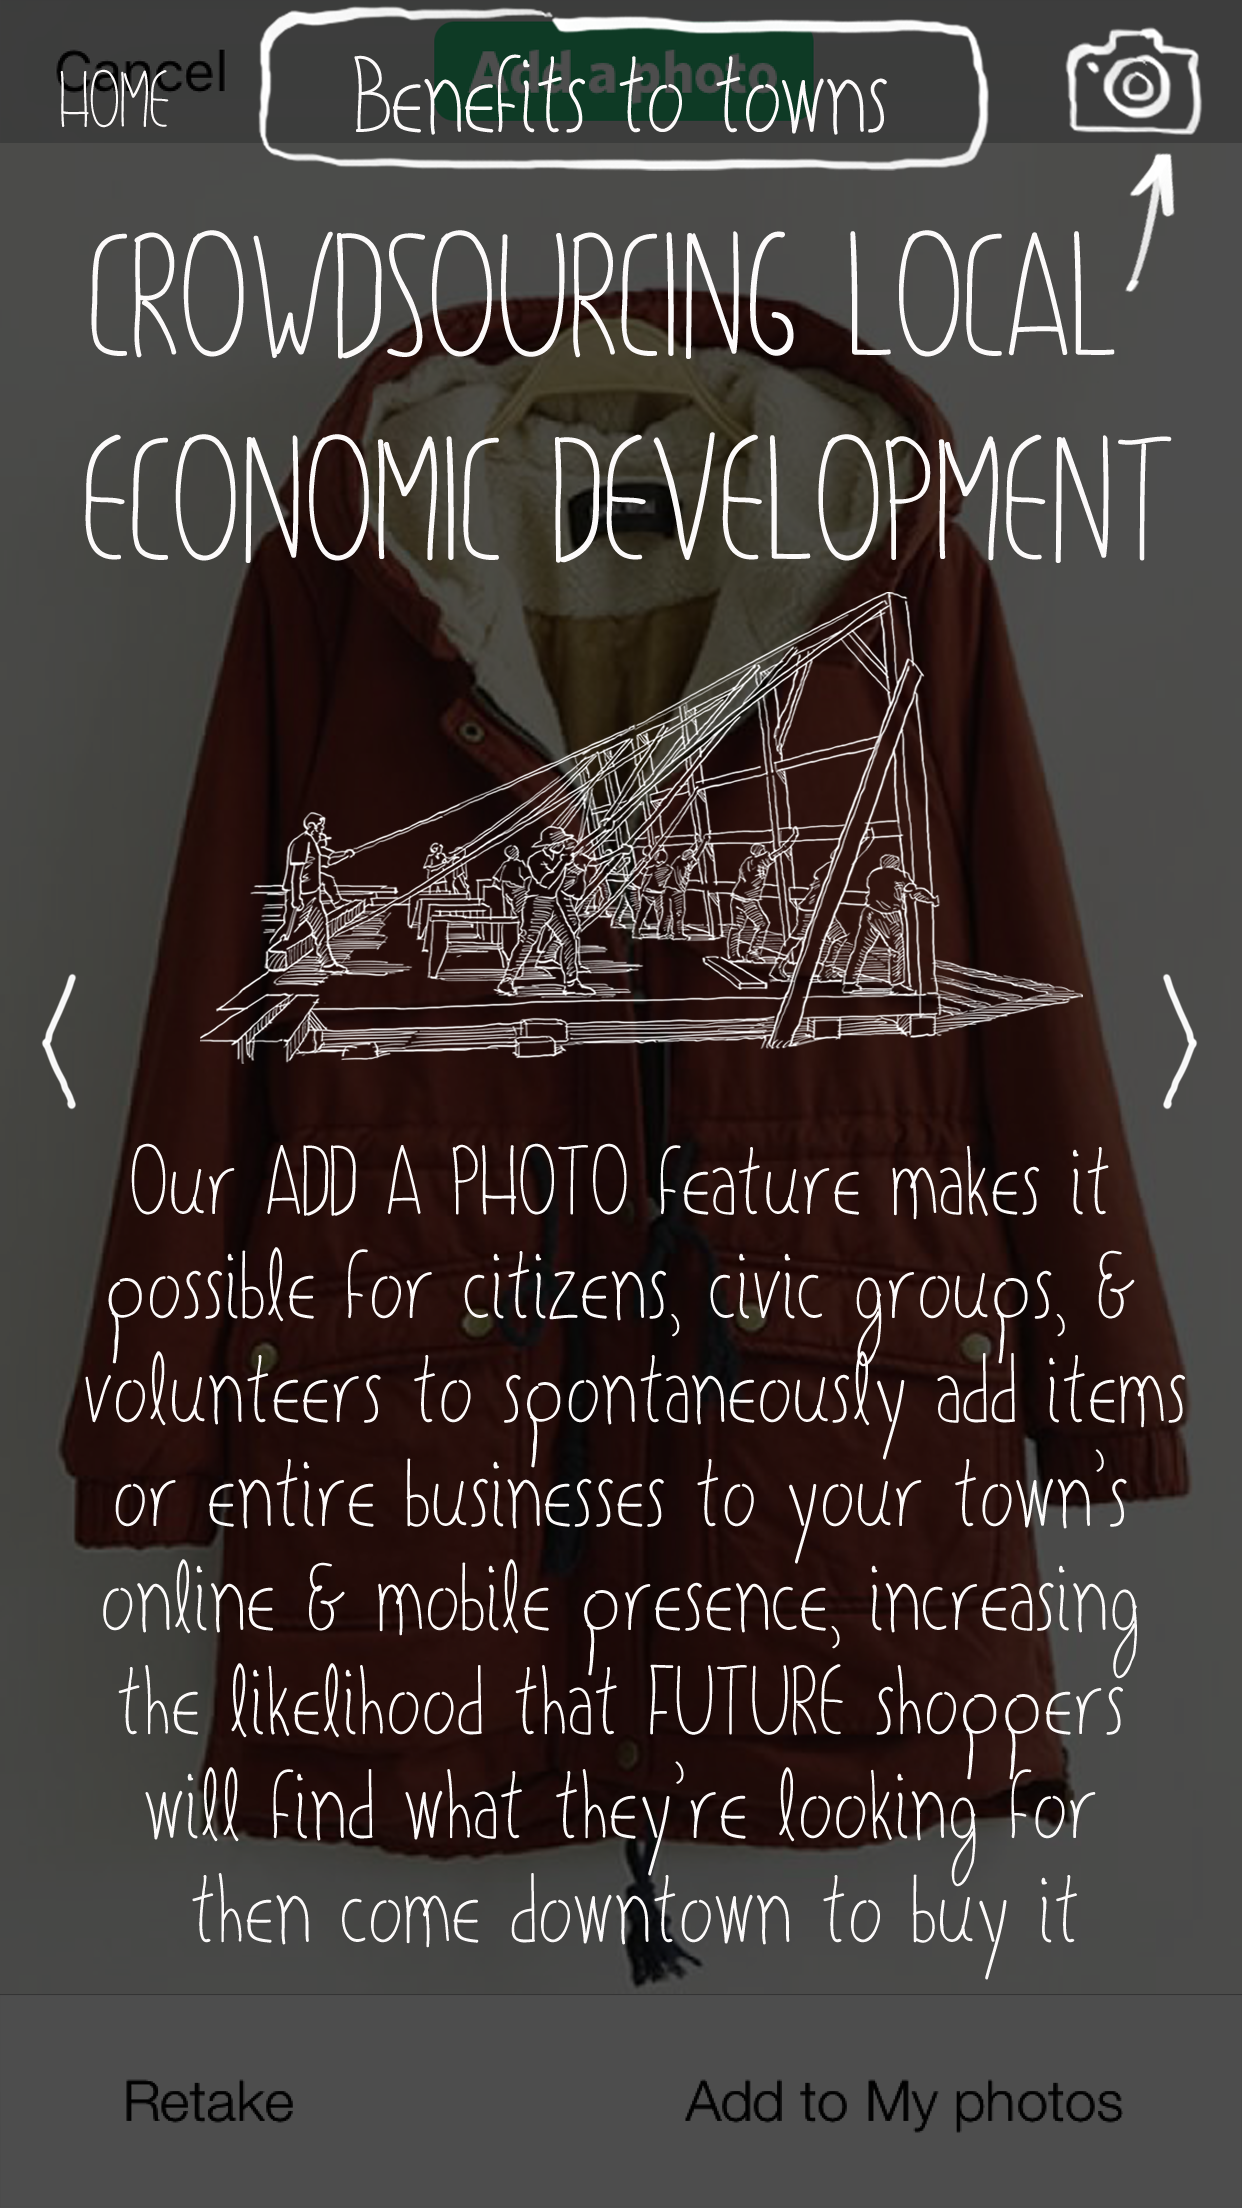 Cancel
Add a photo
HOME
Benefits to towns
CROWDSOURCING LOCAL
ECONOMIC DEVELOPMENT
Our ADD A PHOTO feature makes it
possible for citizens, civic groups, &
volunteers to spontaneously add items
or entire businesses to your town's
online & mobile presence, increasing
the likelihood that FUTURE shoppers
will find what they're looking for
then come downtown to buy it
Retake
Add to My photos